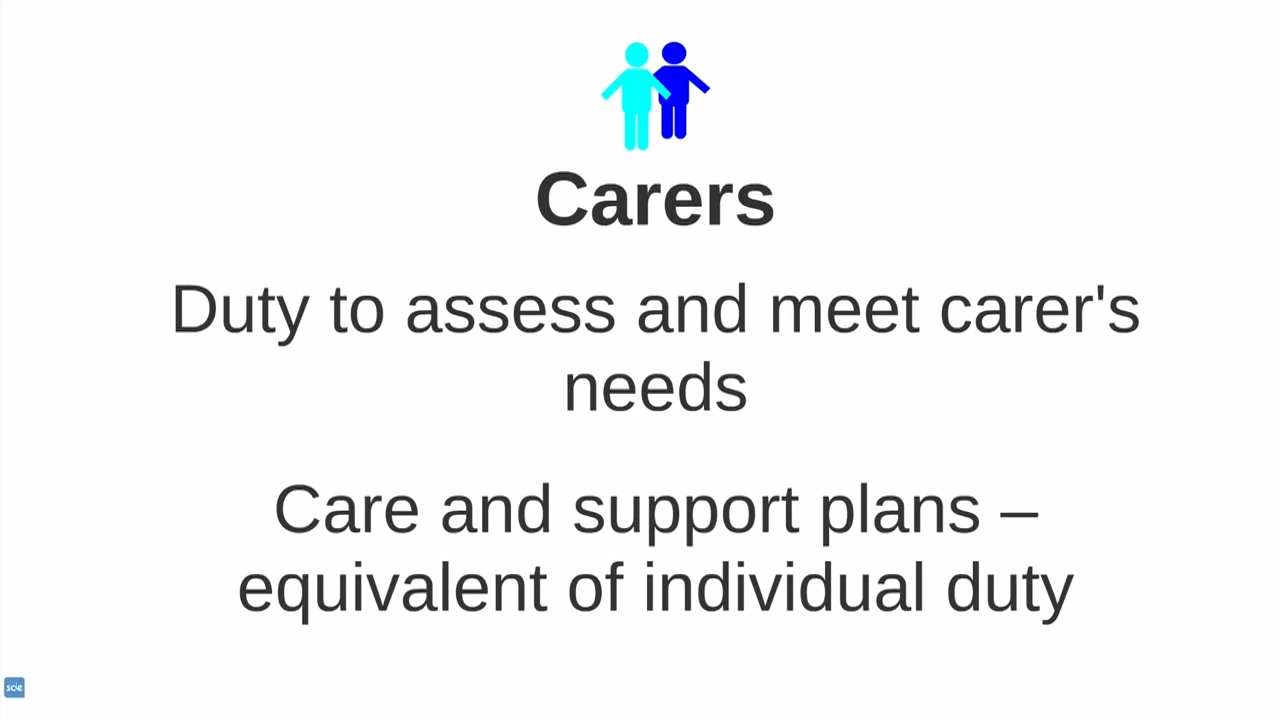 Carers
Duty to assess and meet carer's
needs
Care and support plans –
equivalent of individual duty
scie